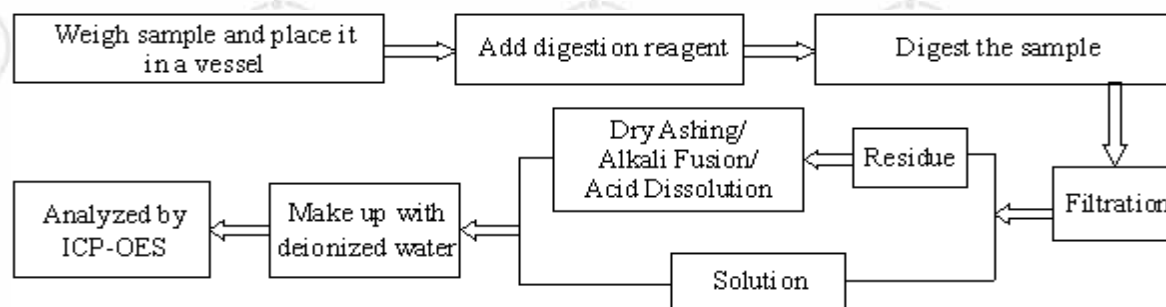 Weigh sample and place it
in a vessel
Add digestion reagent
Digest the sample
Filtration
Residue
Dry Ashing/
Alkali Fusion/
Acid Dissolution
Solution
Make up with
deionized water
Analyzed by
ICP-OES